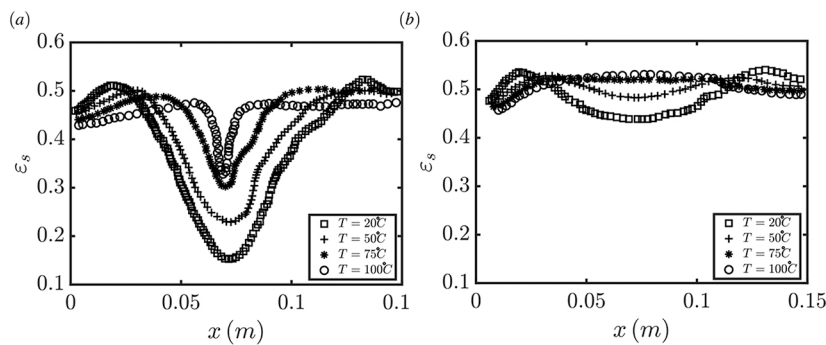 (a)
0.6
0.5
0.4
0.3
0.2
0.1
εs
0
0.05
0.1
0.1
x (m)
T = 20°C
T = 50°C
T = 75°C
T = 100°C
(b)
0.6
0.5
0.4
0.3
0.2
0.1
εs
0
0.05
0.1
0.15
x (m)
T = 20°C
T = 50°C
T = 75°C
T = 100°C